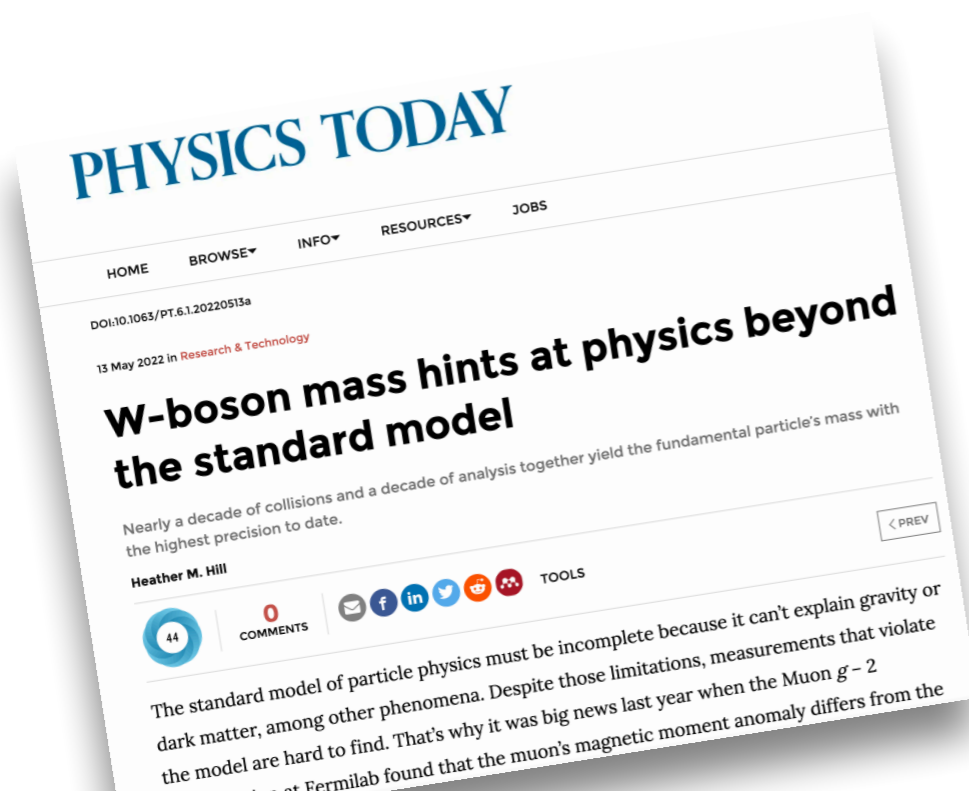 PHYSICS TODAY
HOME BROWSE INFO RESOURCES JOBS
DOI:10.1063/PT.6.1.20220513a
13 May 2022 in Research & Technology
W-boson mass hints at physics beyond
the standard model
Nearly a decade of collisions and a decade of analysis together yield the fundamental particle's mass with
the highest precision to date.
< PREV
Heather M. Hill
44
0
COMMENTS
f
in
TOOLS
The standard model of particle physics must be incomplete because it can't explain gravity or
dark matter, among other phenomena. Despite those limitations, measurements that violate
the model are hard to find. That's why it was big news last year when the Muon g – 2
at Fermilab found that the muon's magnetic moment anomaly differs from the